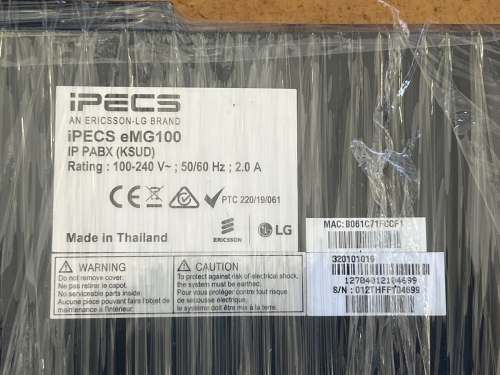 iPECS
AN ERICSSON-LG BRAND
iPECS eMG100
IP PABX (KSUD)
Rating : 100-240 V~ ; 50/60 Hz ; 2.0 A
CE
PTC 220/19/061
Made in Thailand
ERICSSON
LG
WARNING
Do not remove cover.
Ne pas retirer le capot.
No serviceable parts inside.
Aucune pièce pouvant faire l'objet de
maintenance à l'interieur.
CAUTION
To protect against risk of electrical shock,
the system must be earthed.
Pour vous protéger contre tout risque
de secousse électrique,
le système doit être mis à la terre.
320101019
12704012104699